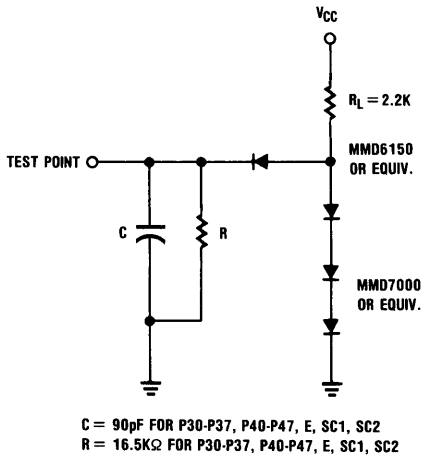 VCC
RL = 2.2K
TEST POINT
MMD6150
OR EQUIV.
C
R
MMD7000
OR EQUIV.
C = 90pF FOR P30-P37, P40-P47, E, SC1, SC2
R = 16.5KΩ FOR P30-P37, P40-P47, E, SC1, SC2